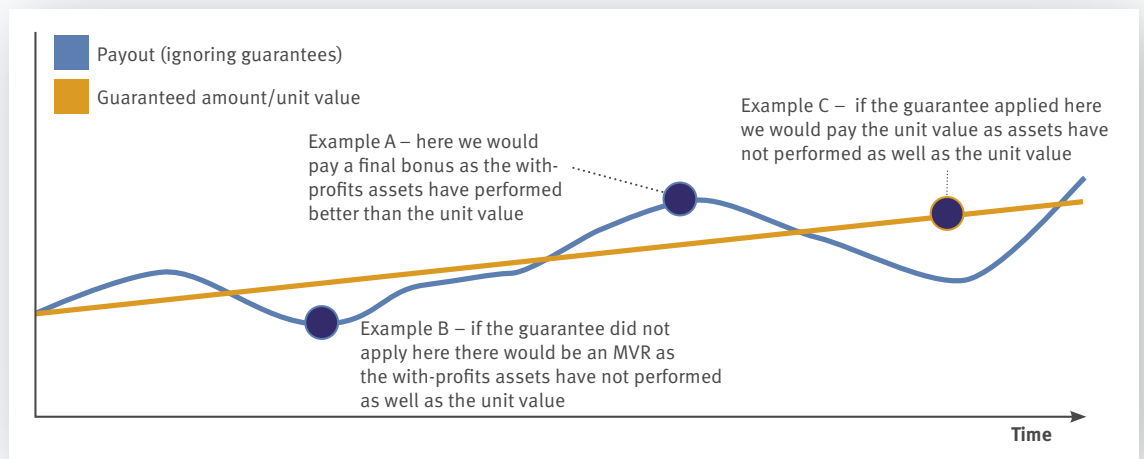 Payout (ignoring guarantees)
Guaranteed amount/unit value
Example A – here we would
pay a final bonus as the with-
profits assets have performed
better than the unit value
Example C – if the guarantee applied here
we would pay the unit value as assets have
not performed as well as the unit value
Example B – if the guarantee did not
apply here there would be an MVR as
the with-profits assets have not performed
as well as the unit value
Time